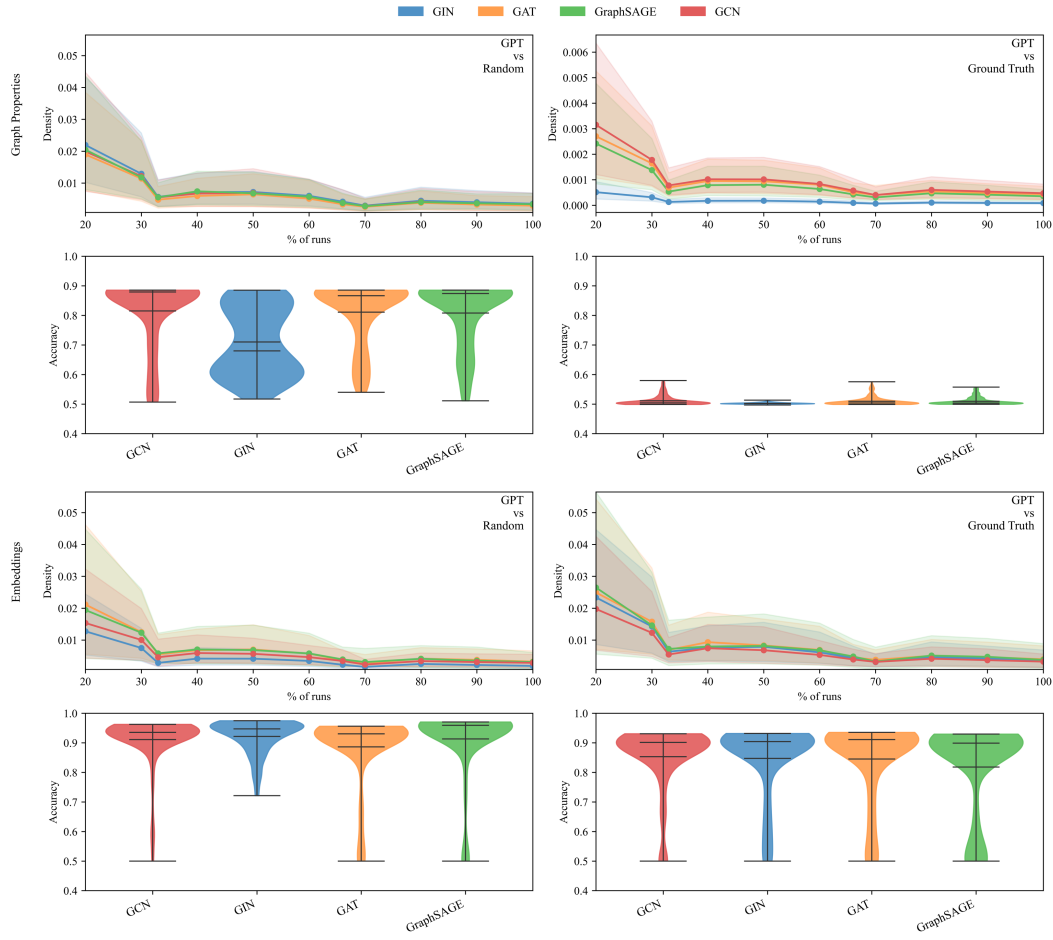 GIN GAT GraphSAGE GCN
Graph Properties
Density
0.05
0.04
0.03
0.02
0.01
GPT
vs
Random
20 30 40 50 60 70 80 90 100
% of runs
Density
0.006
0.005
0.004
0.003
0.002
0.001
0.000
GPT
vs
Ground Truth
20 30 40 50 60 70 80 90 100
% of runs
Accuracy
1.0
0.9
0.8
0.7
0.6
0.5
0.4
GCN GIN GAT GraphSAGE
Accuracy
1.0
0.9
0.8
0.7
0.6
0.5
0.4
GCN GIN GAT GraphSAGE
Embeddings
Density
0.05
0.04
0.03
0.02
0.01
GPT
vs
Random
20 30 40 50 60 70 80 90 100
% of runs
Density
0.05
0.04
0.03
0.02
0.01
GPT
vs
Ground Truth
20 30 40 50 60 70 80 90 100
% of runs
Accuracy
1.0
0.9
0.8
0.7
0.6
0.5
0.4
GCN GIN GAT GraphSAGE
Accuracy
1.0
0.9
0.8
0.7
0.6
0.5
0.4
GCN GIN GAT GraphSAGE